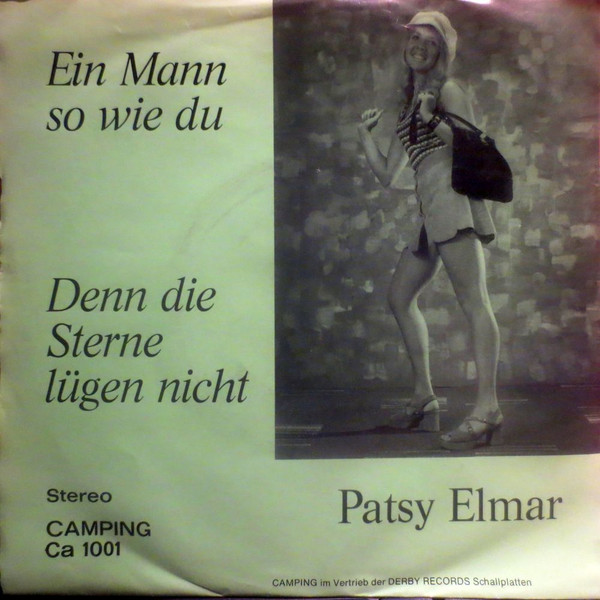 Ein Mann
so wie du
Denn die
Sterne
lügen nicht
Stereo
CAMPING
Ca 1001
Patsy Elmar
CAMPING im Vertrieb der DERBY RECORDS Schallplatten